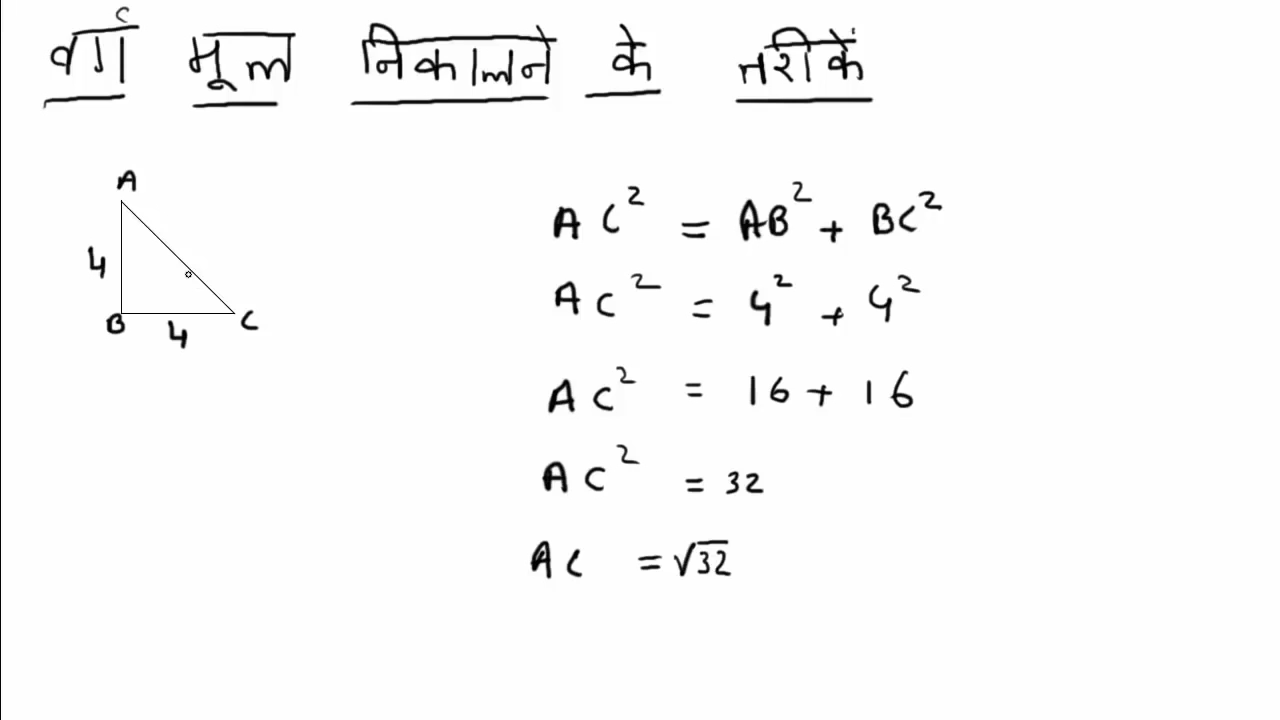 वर्ग मूल निकालने के तरीके
A
4
B
4
C
AC² = AB² + BC²
AC² = 4² + 4²
AC² = 16 + 16
AC² = 32
AC = √32